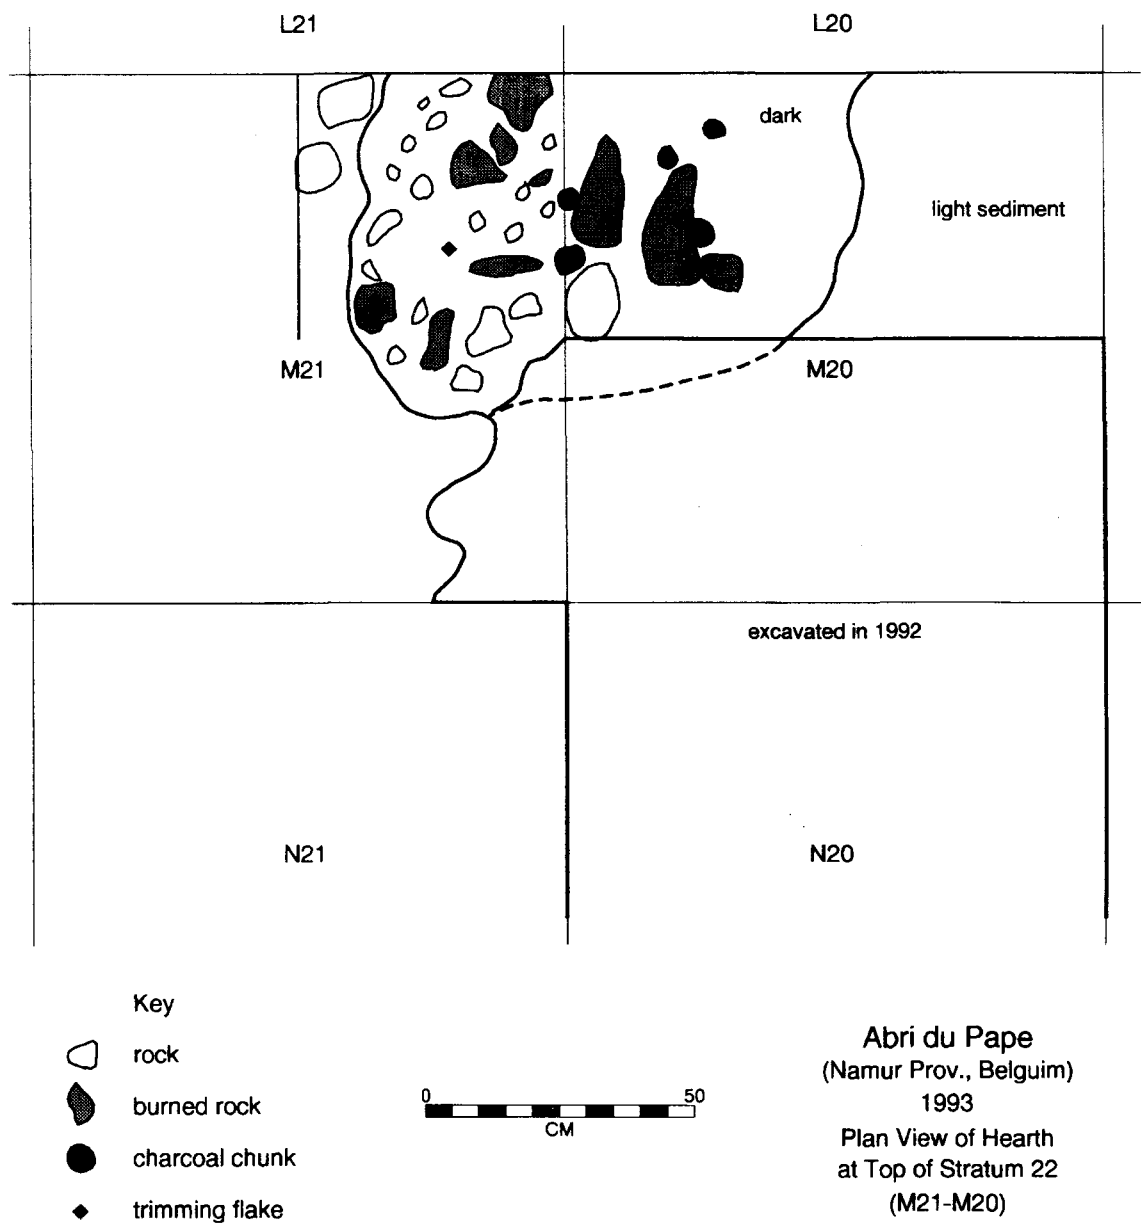 L21
L20
dark
light sediment
M21
M20
excavated in 1992
N21
N20
Key
rock
burned rock
charcoal chunk
trimming flake
0
50
CM
Abri du Pape
(Namur Prov., Belguim)
1993
Plan View of Hearth
at Top of Stratum 22
(M21-M20)